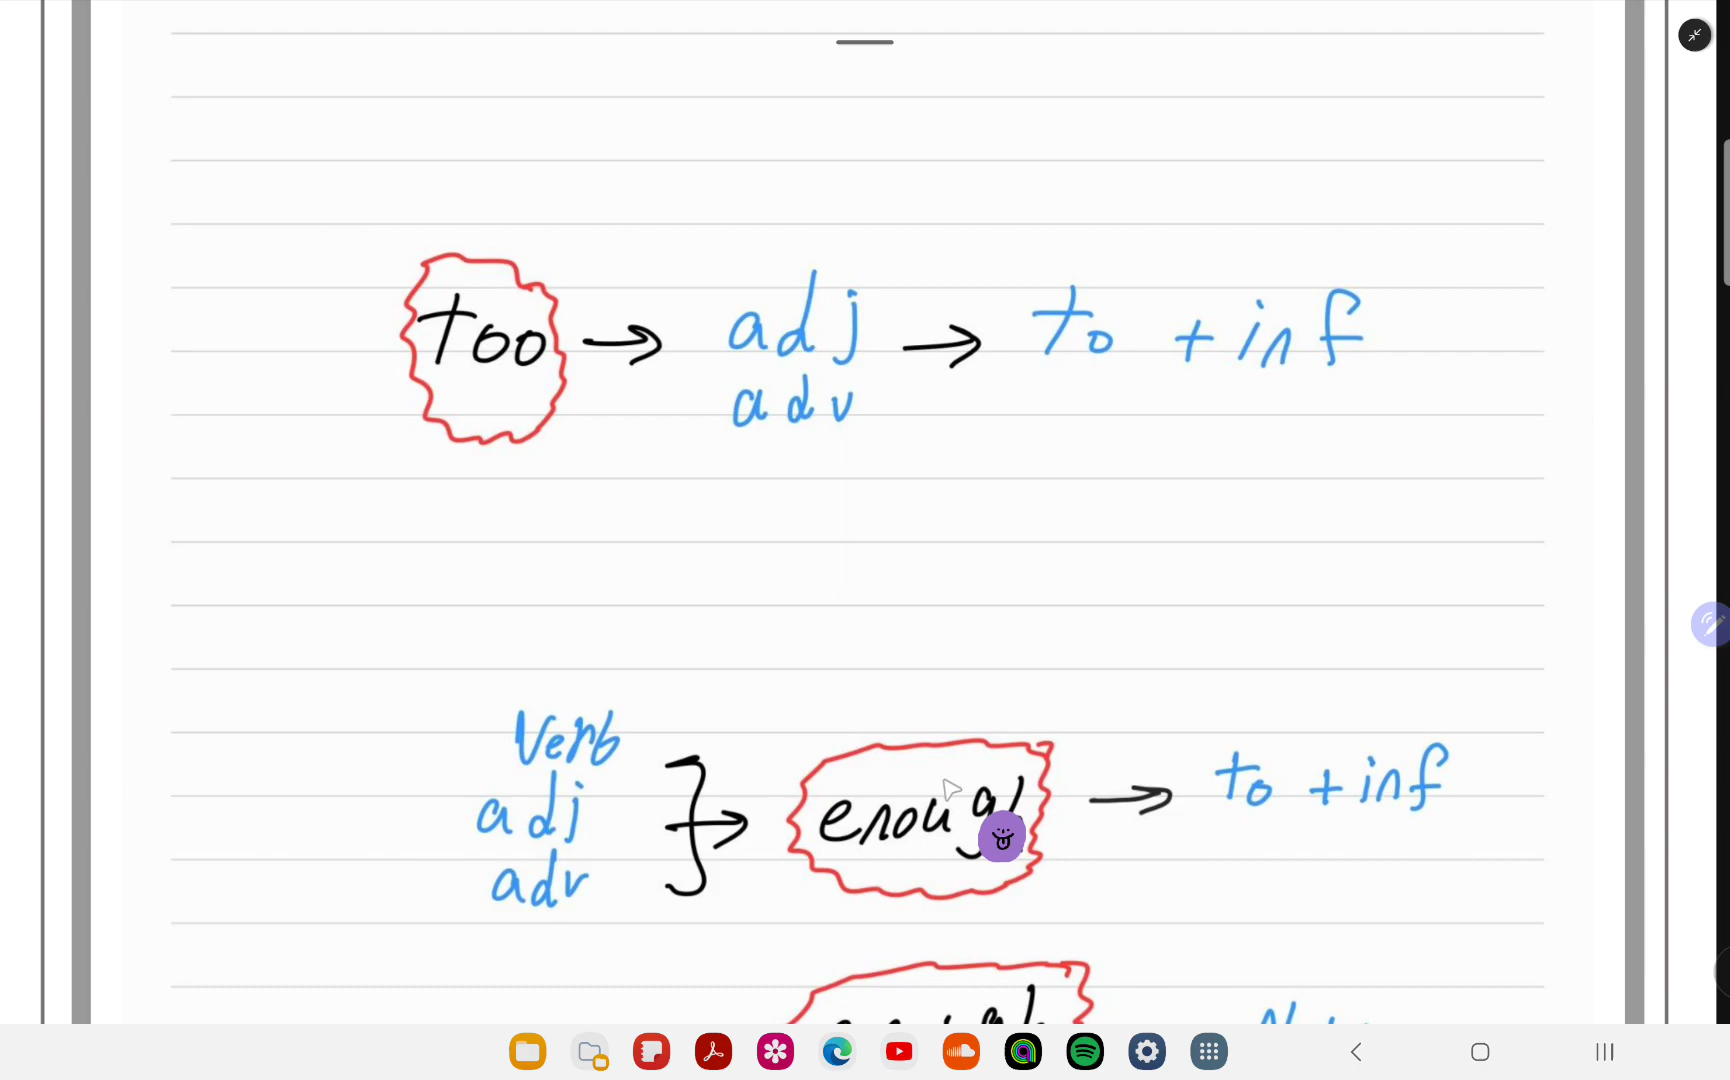 too → adj → to + inf
adv
Verb
adj } → enough → to + inf
adv